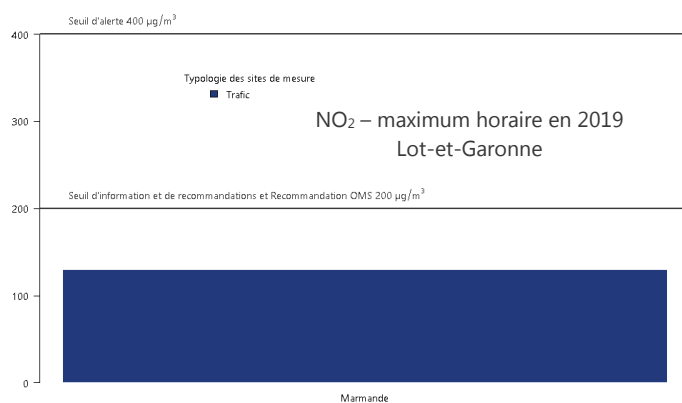 Seuil d'alerte 400 µg/m³
400
Typologie des sites de mesure
Trafic
NO₂ – maximum horaire en 2019
Lot-et-Garonne
300
Seuil d'information et de recommandations et Recommandation OMS 200 µg/m³
200
100
0
Marmande